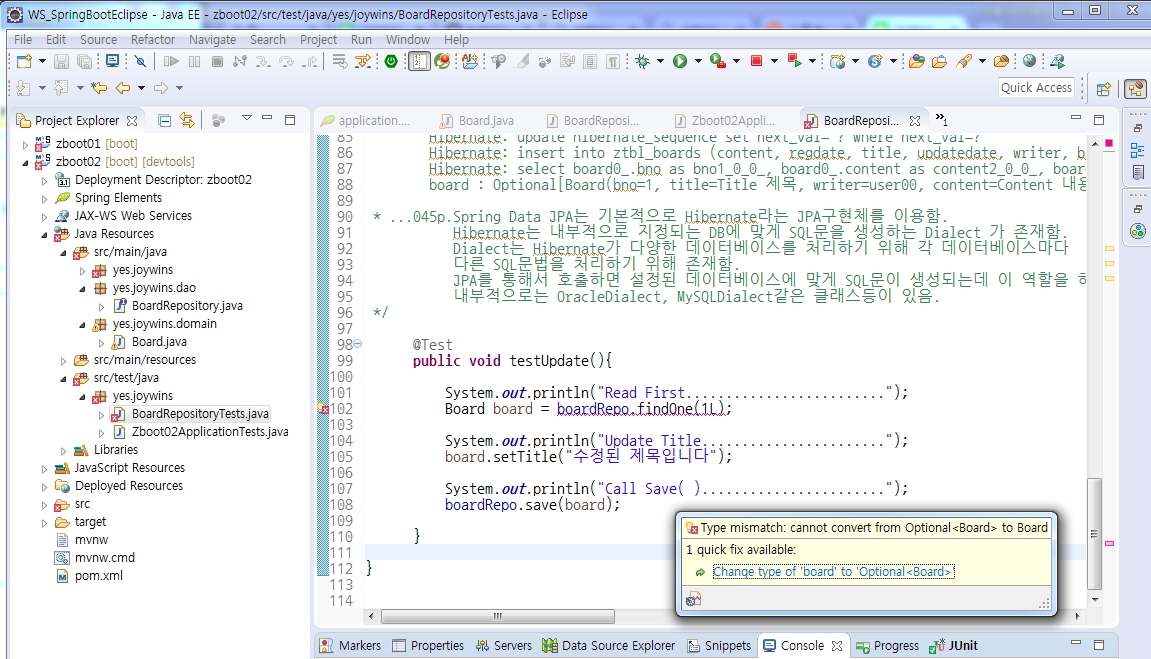 WS_SpringBootEclipse - Java EE - zboot02/src/test/java/yes/joywins/BoardRepositoryTests.java - Eclipse
File Edit Source Refactor Navigate Search Project Run Window Help
Quick Access
Project Explorer
zboot01 [boot]
zboot02 [boot] [devtools]
Deployment Descriptor: zboot02
Spring Elements
JAX-WS Web Services
Java Resources
src/main/java
yes.joywins
yes.joywins.dao
BoardRepository.java
yes.joywins.domain
Board.java
src/main/resources
src/test/java
yes.joywins
BoardRepositoryTests.java
Zboot02ApplicationTests.java
Libraries
JavaScript Resources
Deployed Resources
src
target
mvnw
mvnw.cmd
pom.xml
application.... Board.java BoardReposi... Zboot02Appli... BoardReposi... »1
85 Hibernate: update hibernate_sequence set next_val= ? where next_val=?
86 Hibernate: insert into ztbl_boards (content, regdate, title, updatedate, writer, b
87 Hibernate: select board0_.bno as bno1_0_0_, board0_.content as content2_0_0_, boar
88 board : Optional[Board(bno=1, title=Title 제목, writer=user00, content=Content 내용
89
90 * ...045p.Spring Data JPA는 기본적으로 Hibernate라는 JPA구현체를 이용함.
91 Hibernate는 내부적으로 지정되는 DB에 맞게 SQL문을 생성하는 Dialect 가 존재함.
92 Dialect는 Hibernate가 다양한 데이터베이스를 처리하기 위해 각 데이터베이스마다
93 다른 SQL문법을 처리하기 위해 존재함.
94 JPA를 통해서 호출하면 설정된 데이터베이스에 맞게 SQL문이 생성되는데 이 역할을 하
95 내부적으로는 OracleDialect, MySQLDialect같은 클래스등이 있음.
96 */
97
98 @Test
99 public void testUpdate(){
100
101 System.out.println("Read First.........................");
102 Board board = boardRepo.findOne(1L);
103
104 System.out.println("Update Title.......................");
105 board.setTitle("수정된 제목입니다");
106
107 System.out.println("Call Save( ).......................");
108 boardRepo.save(board);
109
110 }
111
112 }
113
114
Type mismatch: cannot convert from Optional<Board> to Board
1 quick fix available:
Change type of 'board' to 'Optional<Board>'
Markers Properties Servers Data Source Explorer Snippets Console Progress JUnit